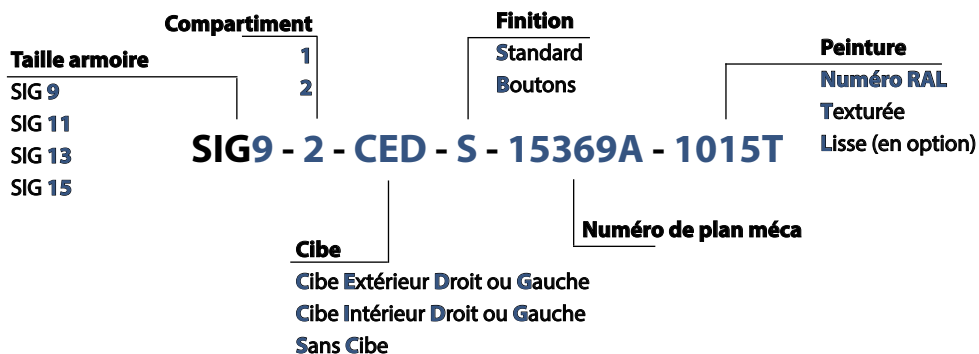 Taille armoire
SIG 9
SIG 11
SIG 13
SIG 15
Compartiment
1
2
Finition
Standard
Boutons
Peinture
Numéro RAL
Texturée
Lisse (en option)
SIG9 - 2 - CED - S - 15369A - 1015T
Cibe
Cibe Extérieur Droit ou Gauche
Cibe Intérieur Droit ou Gauche
Sans Cibe
Numéro de plan méca